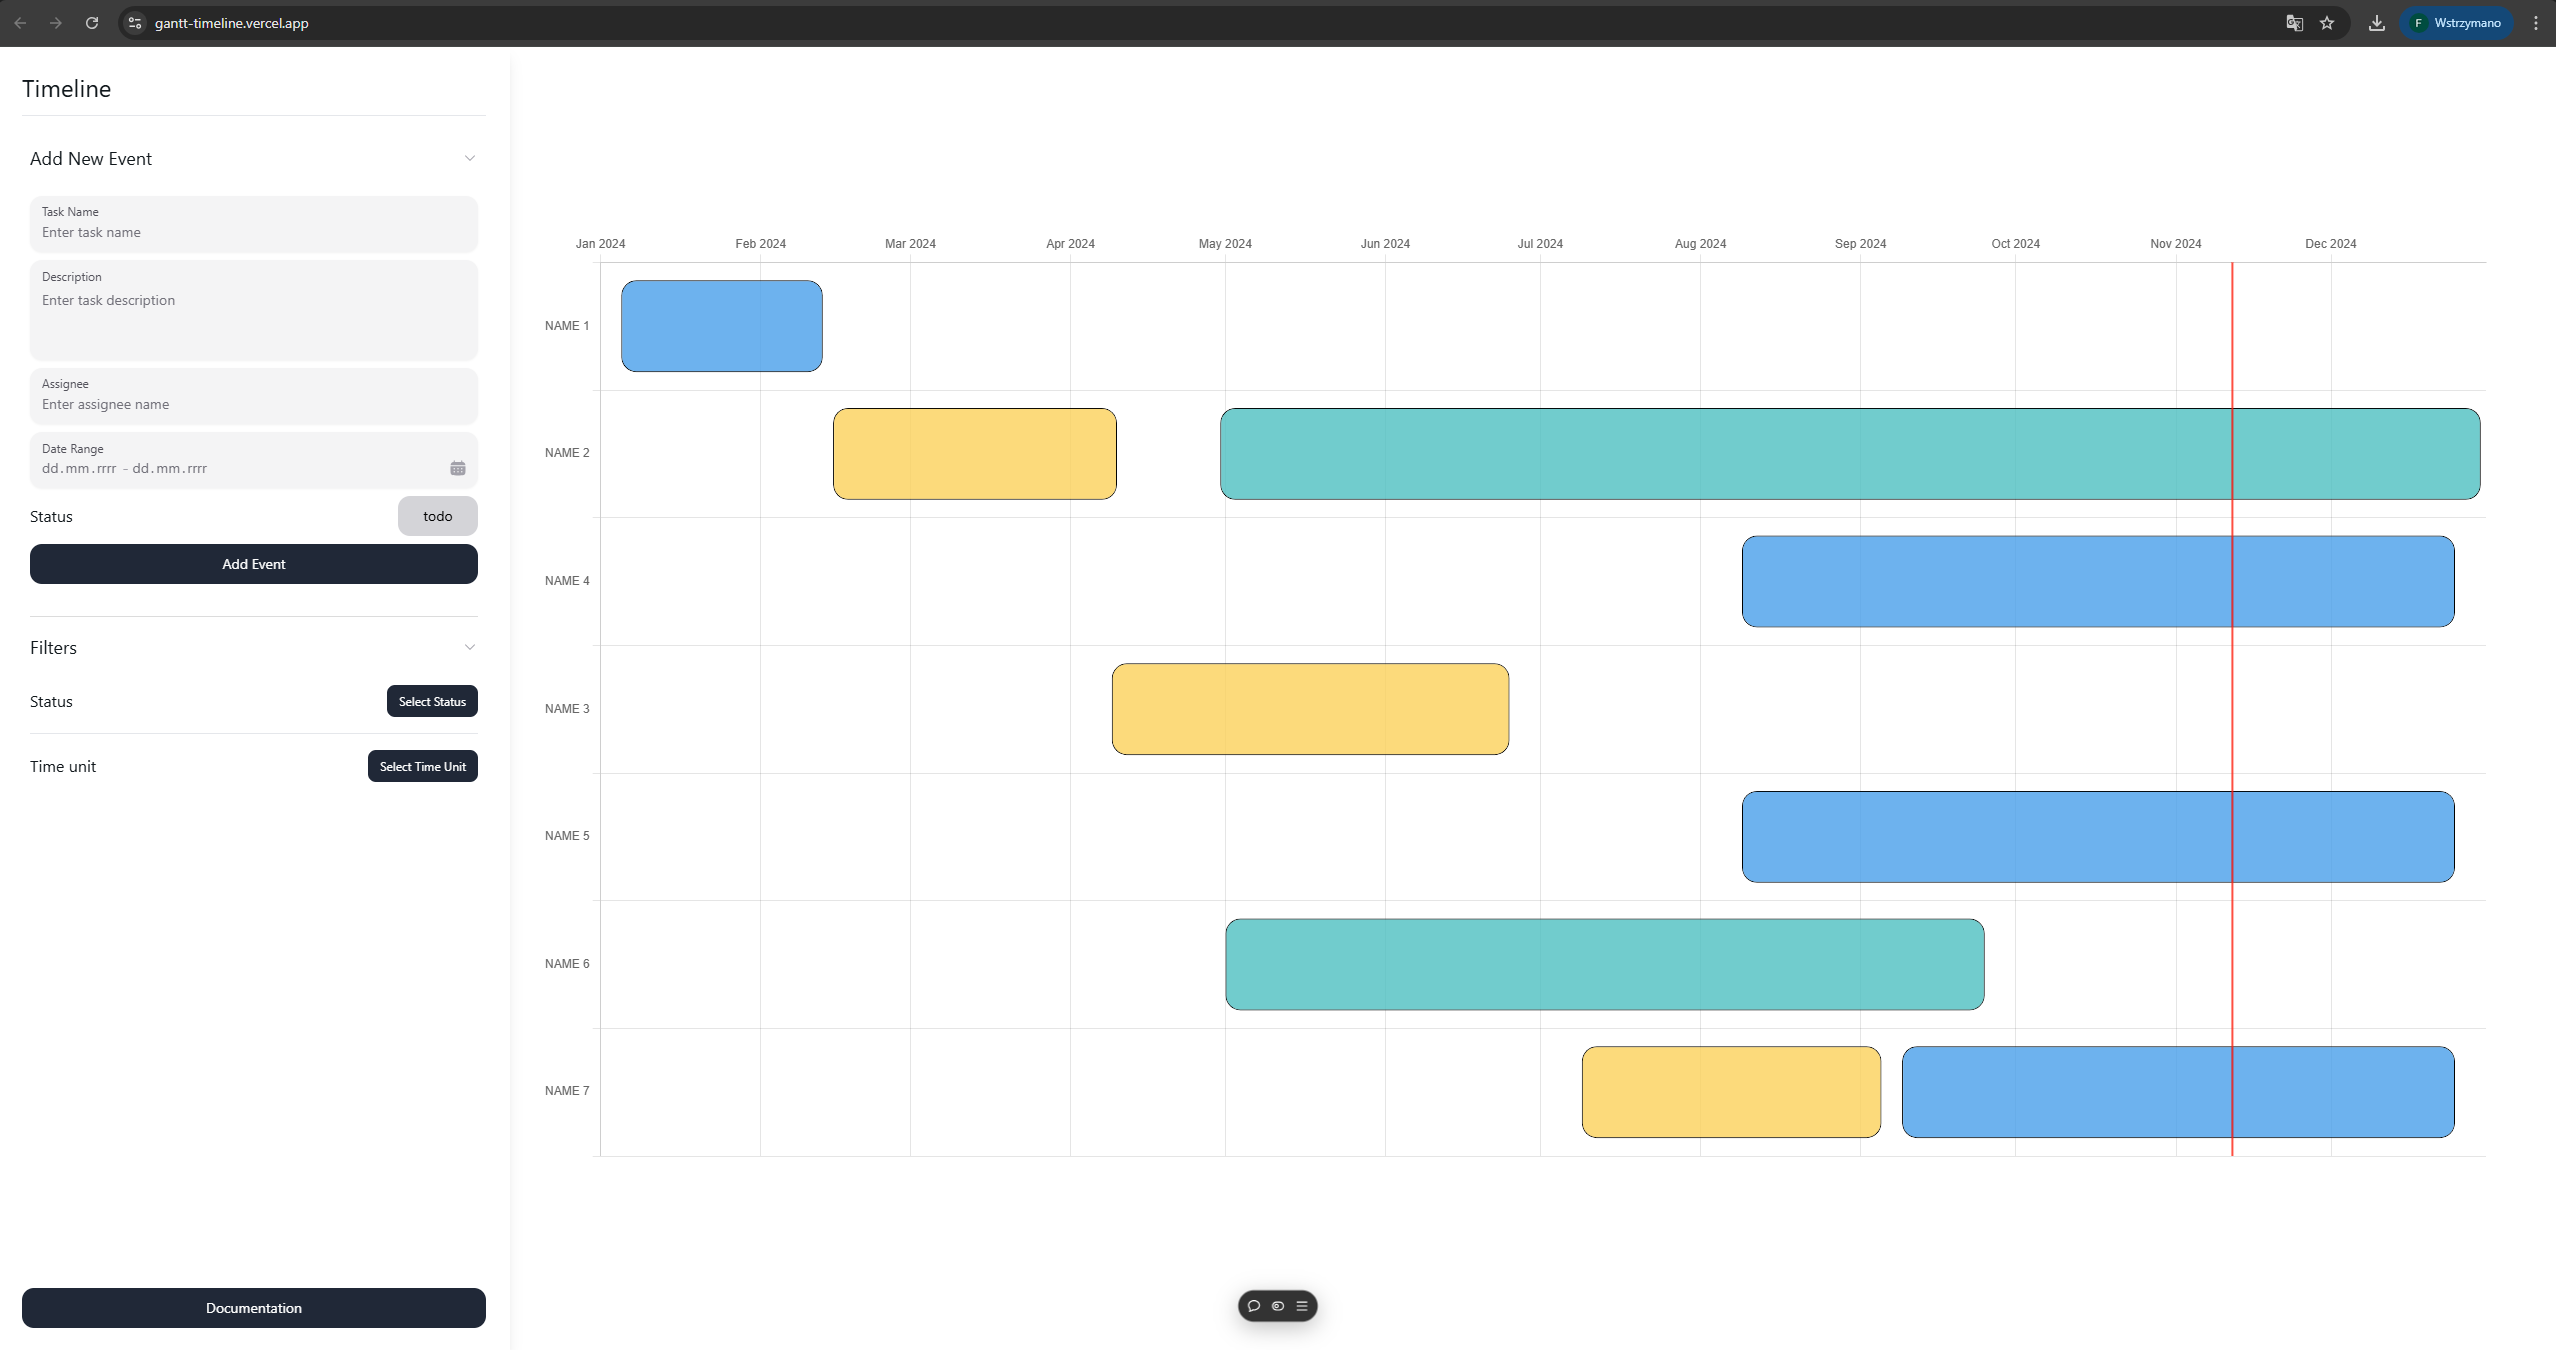 gantt-timeline.vercel.app
F Wstrzymano
Timeline
Add New Event
Task Name
Enter task name
Description
Enter task description
Assignee
Enter assignee name
Date Range
dd.mm.rrrr - dd.mm.rrrr
Status todo
Add Event
Filters
Status Select Status
Time unit Select Time Unit
Documentation
Jan 2024 Feb 2024 Mar 2024 Apr 2024 May 2024 Jun 2024 Jul 2024 Aug 2024 Sep 2024 Oct 2024 Nov 2024 Dec 2024
NAME 1
NAME 2
NAME 4
NAME 3
NAME 5
NAME 6
NAME 7